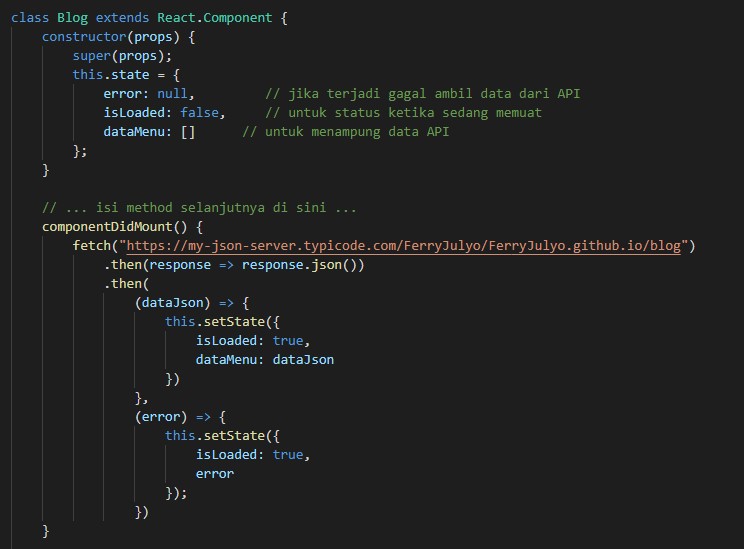 class Blog extends React.Component {
    constructor(props) {
        super(props);
        this.state = {
            error: null,         // jika terjadi gagal ambil data dari API
            isLoaded: false,     // untuk status ketika sedang memuat
            dataMenu: []      // untuk menampung data API
        };
    }

    // ... isi method selanjutnya di sini ...
    componentDidMount() {
        fetch("https://my-json-server.typicode.com/FerryJulyo/FerryJulyo.github.io/blog")
            .then(response => response.json())
            .then(
                (dataJson) => {
                    this.setState({
                        isLoaded: true,
                        dataMenu: dataJson
                    })
                },
                (error) => {
                    this.setState({
                        isLoaded: true,
                        error
                    });
                })
    }